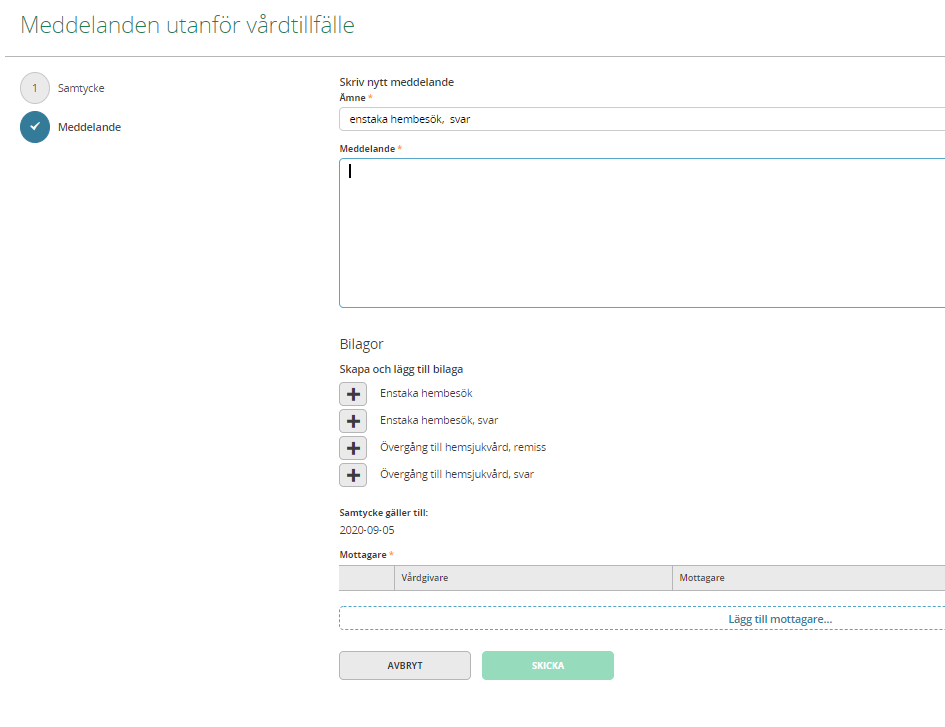 Meddelanden utanför vårdtillfälle
1 Samtycke
Meddelande
Skriv nytt meddelande
Ämne *
enstaka hembesök, svar
Meddelande *
Bilagor
Skapa och lägg till bilaga
Enstaka hembesök
Enstaka hembesök, svar
Övergång till hemsjukvård, remiss
Övergång till hemsjukvård, svar
Samtycke gäller till:
2020-09-05
Mottagare *
Vårdgivare Mottagare
Lägg till mottagare...
AVBRYT SKICKA